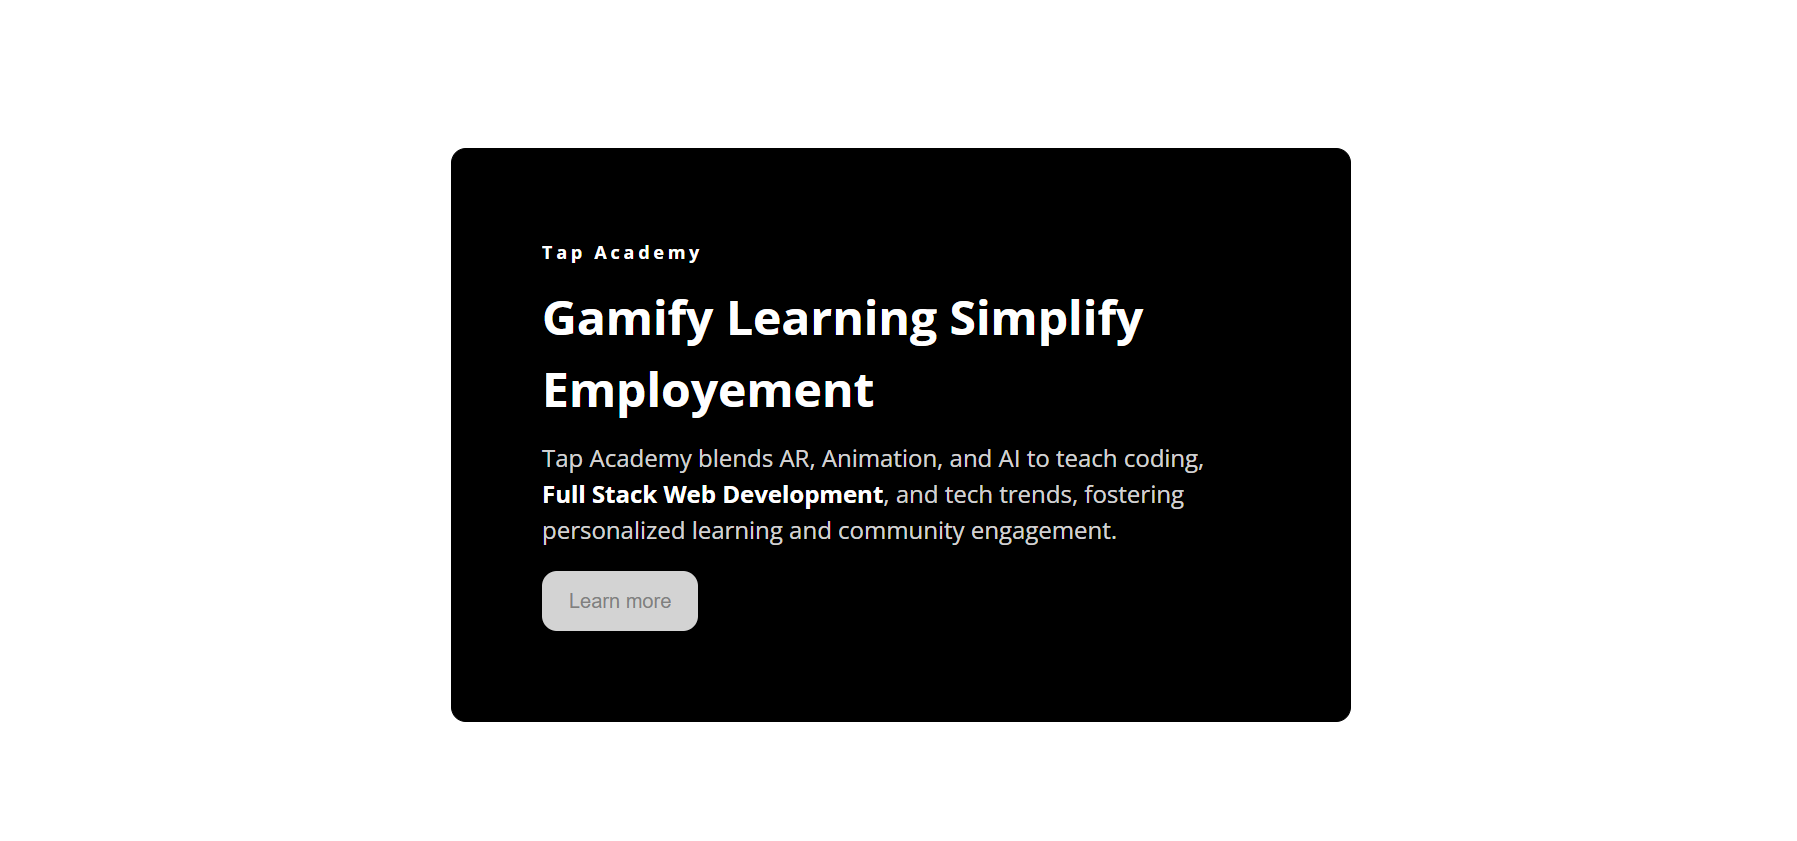 Tap Academy
Gamify Learning Simplify
Employement
Tap Academy blends AR, Animation, and AI to teach coding,
Full Stack Web Development, and tech trends, fostering
personalized learning and community engagement.
Learn more